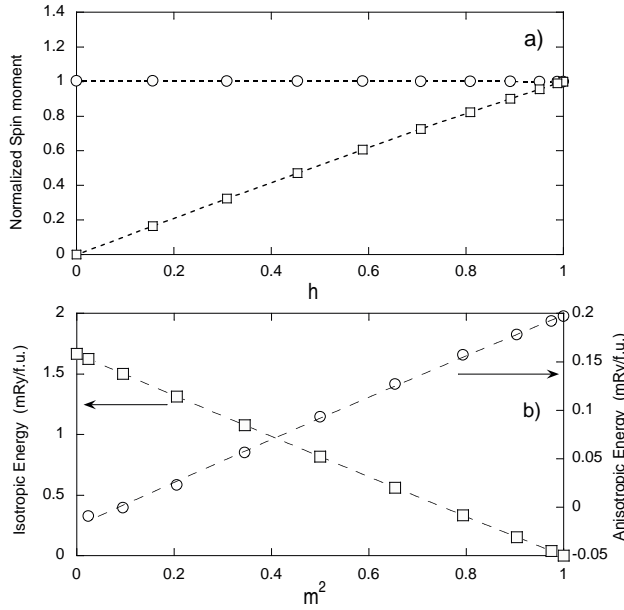 a)
Normalized Spin moment
1.4
1.2
1
0.8
0.6
0.4
0.2
0
0 0.2 0.4 0.6 0.8 1
h
b)
Isotropic Energy (mRy/f.u.)
2
1.5
1
0.5
0
Anisotropic Energy (mRy/f.u.)
0.2
0.15
0.1
0.05
0
-0.05
0 0.2 0.4 0.6 0.8 1
m²